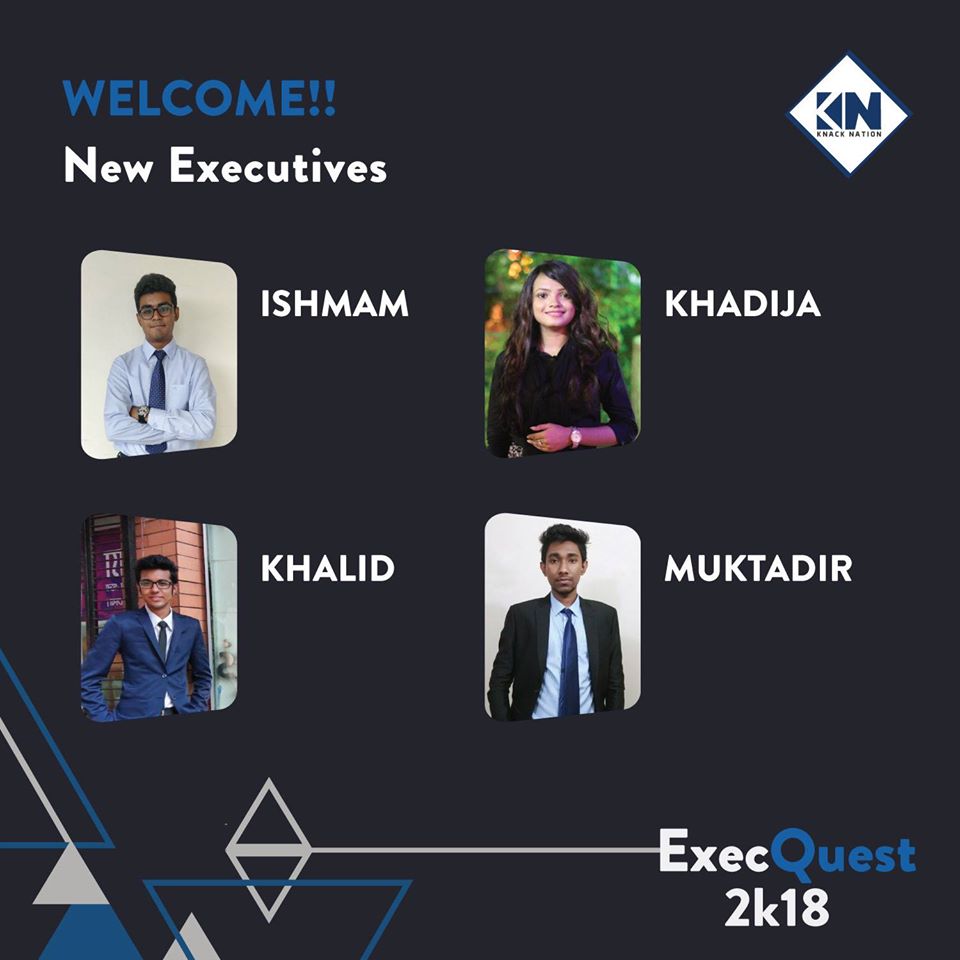 WELCOME!!
New Executives
KN
KNACK NATION
ISHMAM
KHADIJA
KHALID
MUKTADIR
ExecQuest
2k18